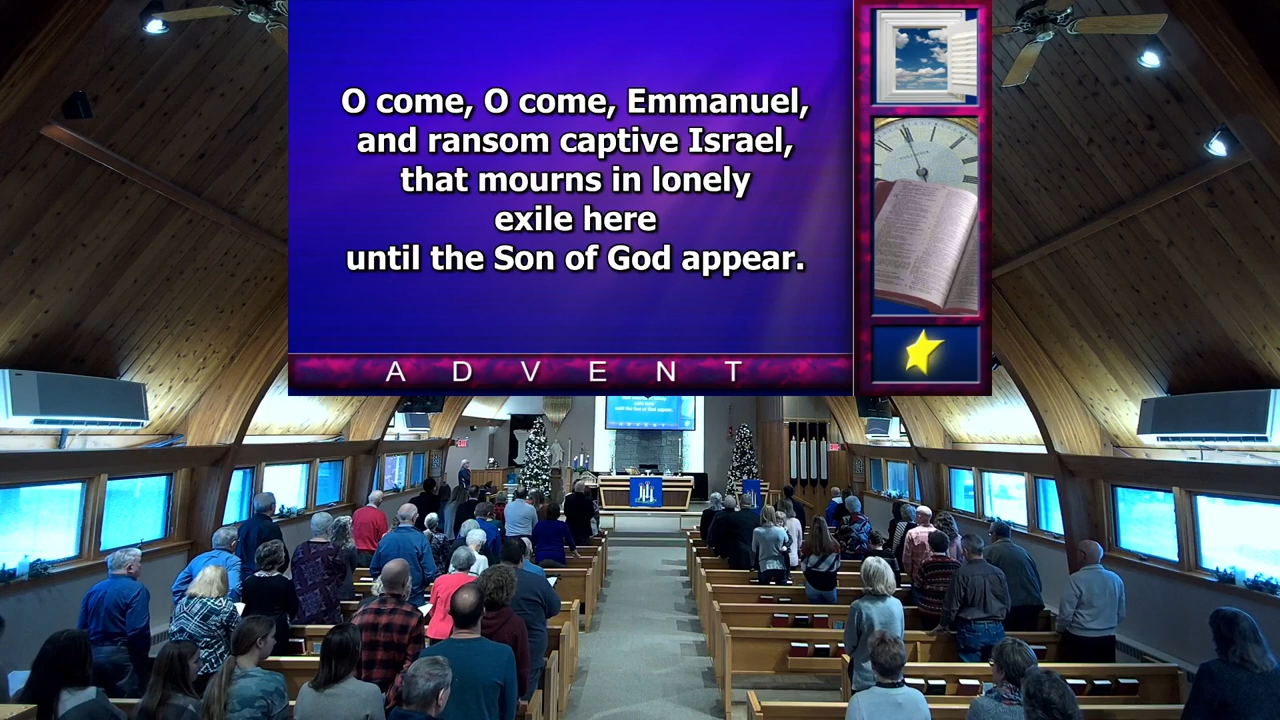 O come, O come, Emmanuel,
and ransom captive Israel,
that mourns in lonely
exile here
until the Son of God appear.
ADVENT